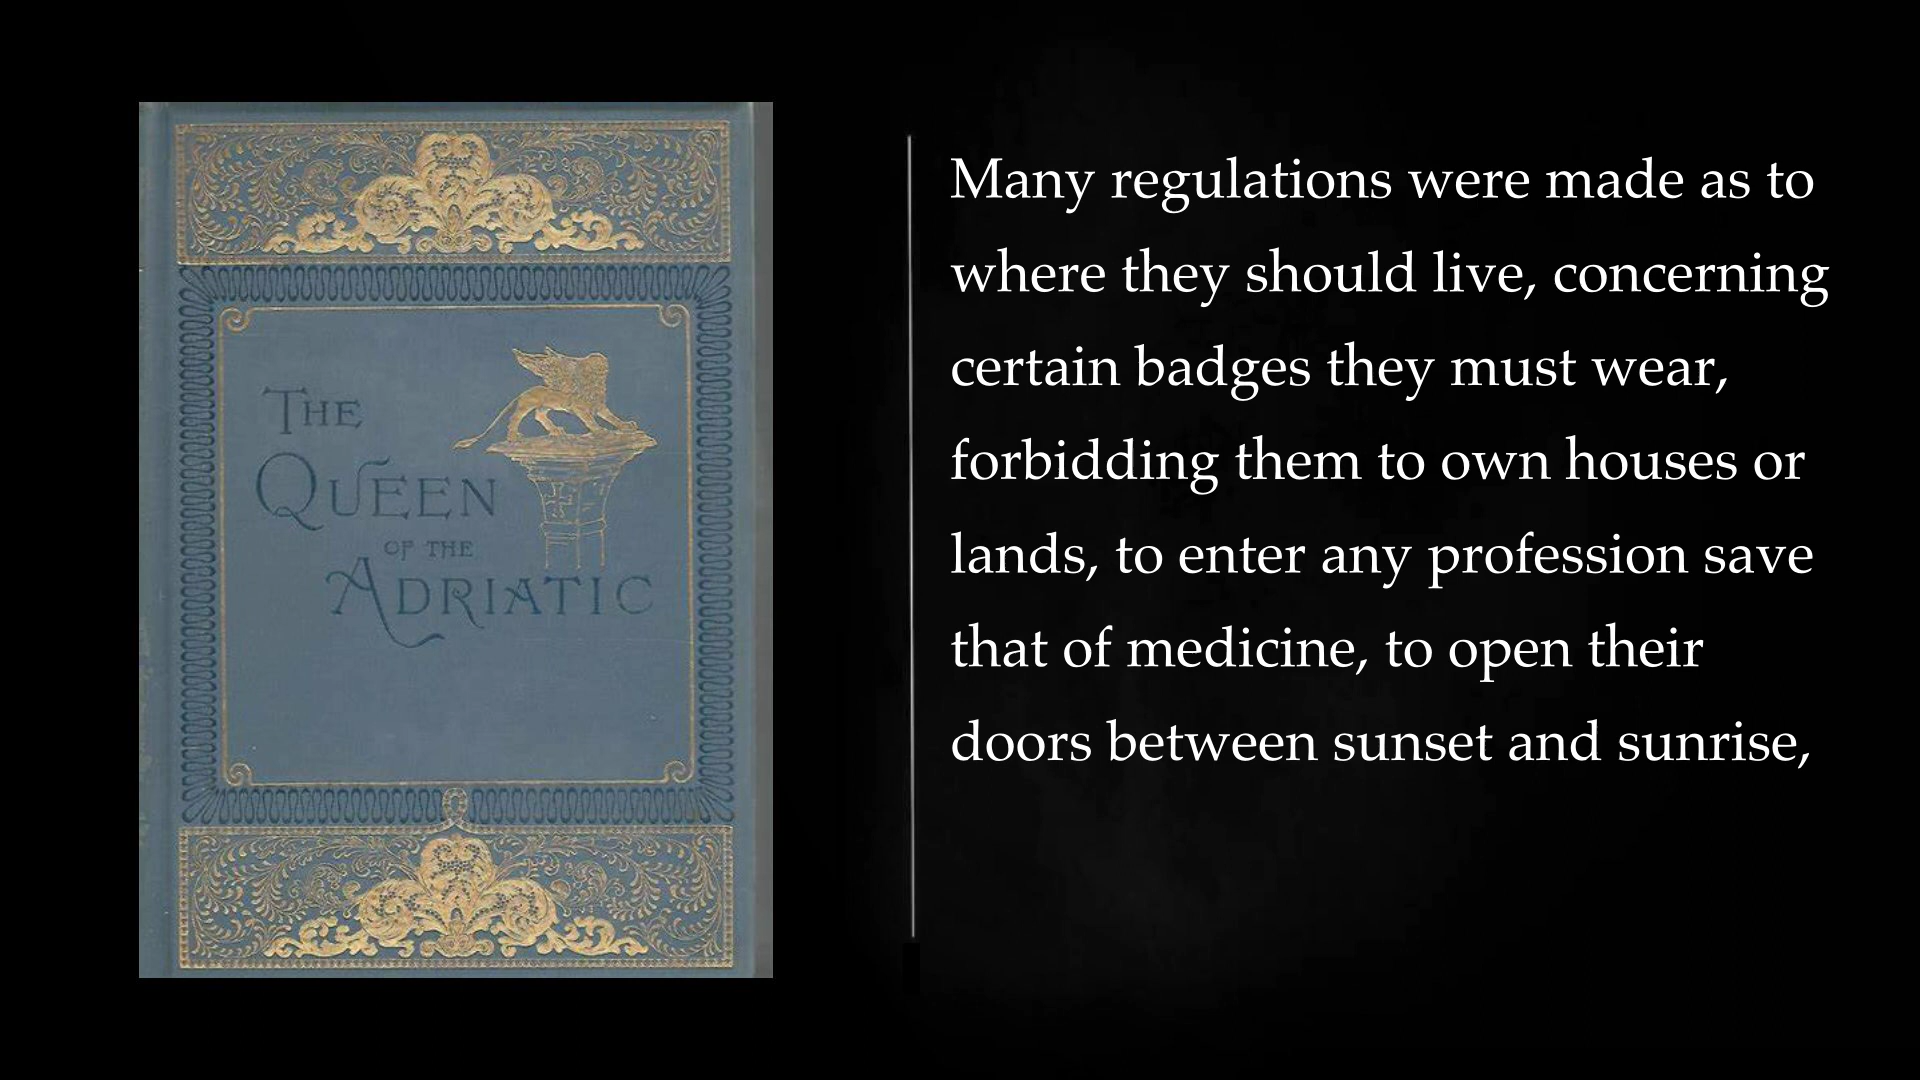 THE
QUEEN
OF THE
ADRIATIC
Many regulations were made as to
where they should live, concerning
certain badges they must wear,
forbidding them to own houses or
lands, to enter any profession save
that of medicine, to open their
doors between sunset and sunrise,